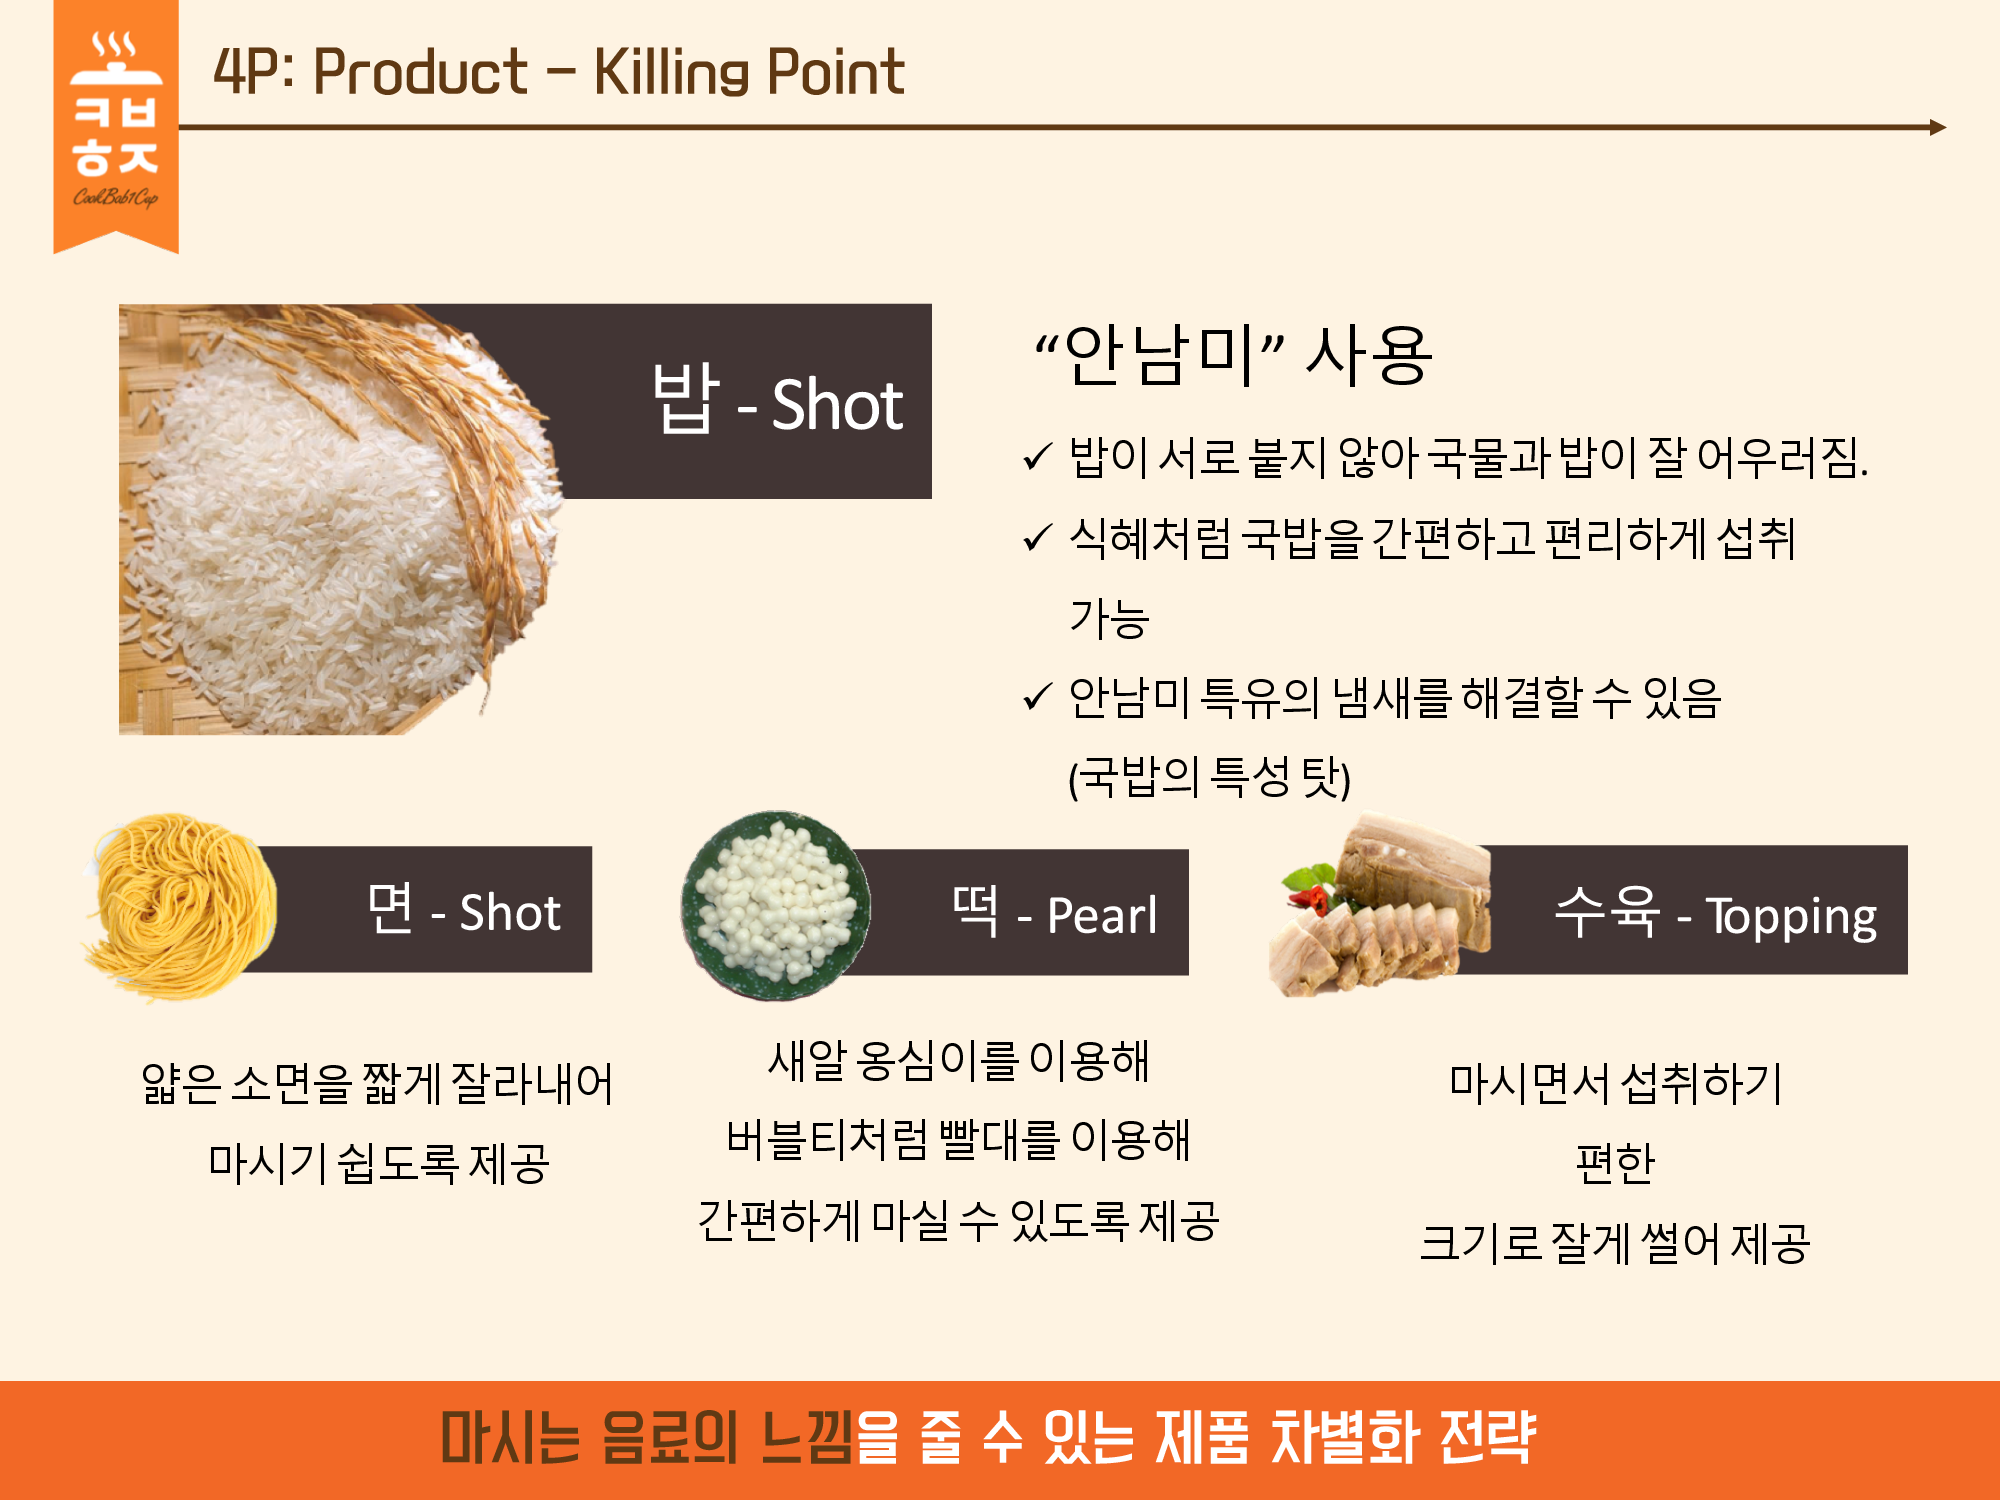 4P: Product – Killing Point
ㅋㅂ
ㅎㅈ
CookBab1Cup
밥 - Shot
“안남미” 사용
✓ 밥이 서로 붙지 않아 국물과 밥이 잘 어우러짐.
✓ 식혜처럼 국밥을 간편하고 편리하게 섭취
가능
✓ 안남미 특유의 냄새를 해결할 수 있음
(국밥의 특성 탓)
면 - Shot
떡 - Pearl
수육 - Topping
얇은 소면을 짧게 잘라내어
마시기 쉽도록 제공
새알 옹심이를 이용해
버블티처럼 빨대를 이용해
간편하게 마실 수 있도록 제공
마시면서 섭취하기
편한
크기로 잘게 썰어 제공
마시는 음료의 느낌을 줄 수 있는 제품 차별화 전략